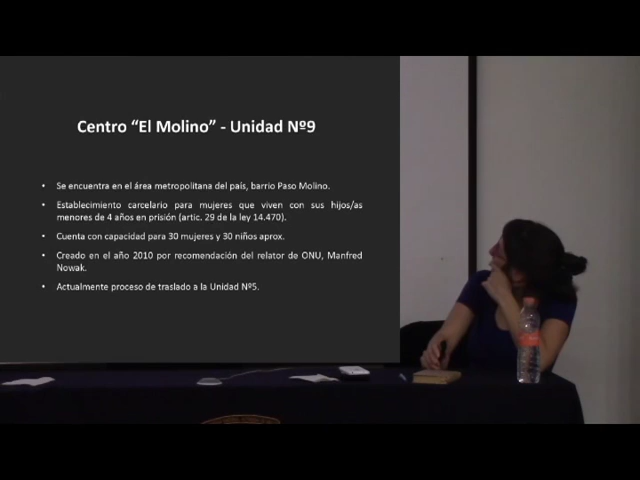 Centro “El Molino” - Unidad Nº9
• Se encuentra en el área metropolitana del país, barrio Paso Molino.
• Establecimiento carcelario para mujeres que viven con sus hijos/as
menores de 4 años en prisión (artic. 29 de la ley 14.470).
• Cuenta con capacidad para 30 mujeres y 30 niños aprox.
• Creado en el año 2010 por recomendación del relator de ONU, Manfred
Nowak.
• Actualmente proceso de traslado a la Unidad Nº5.